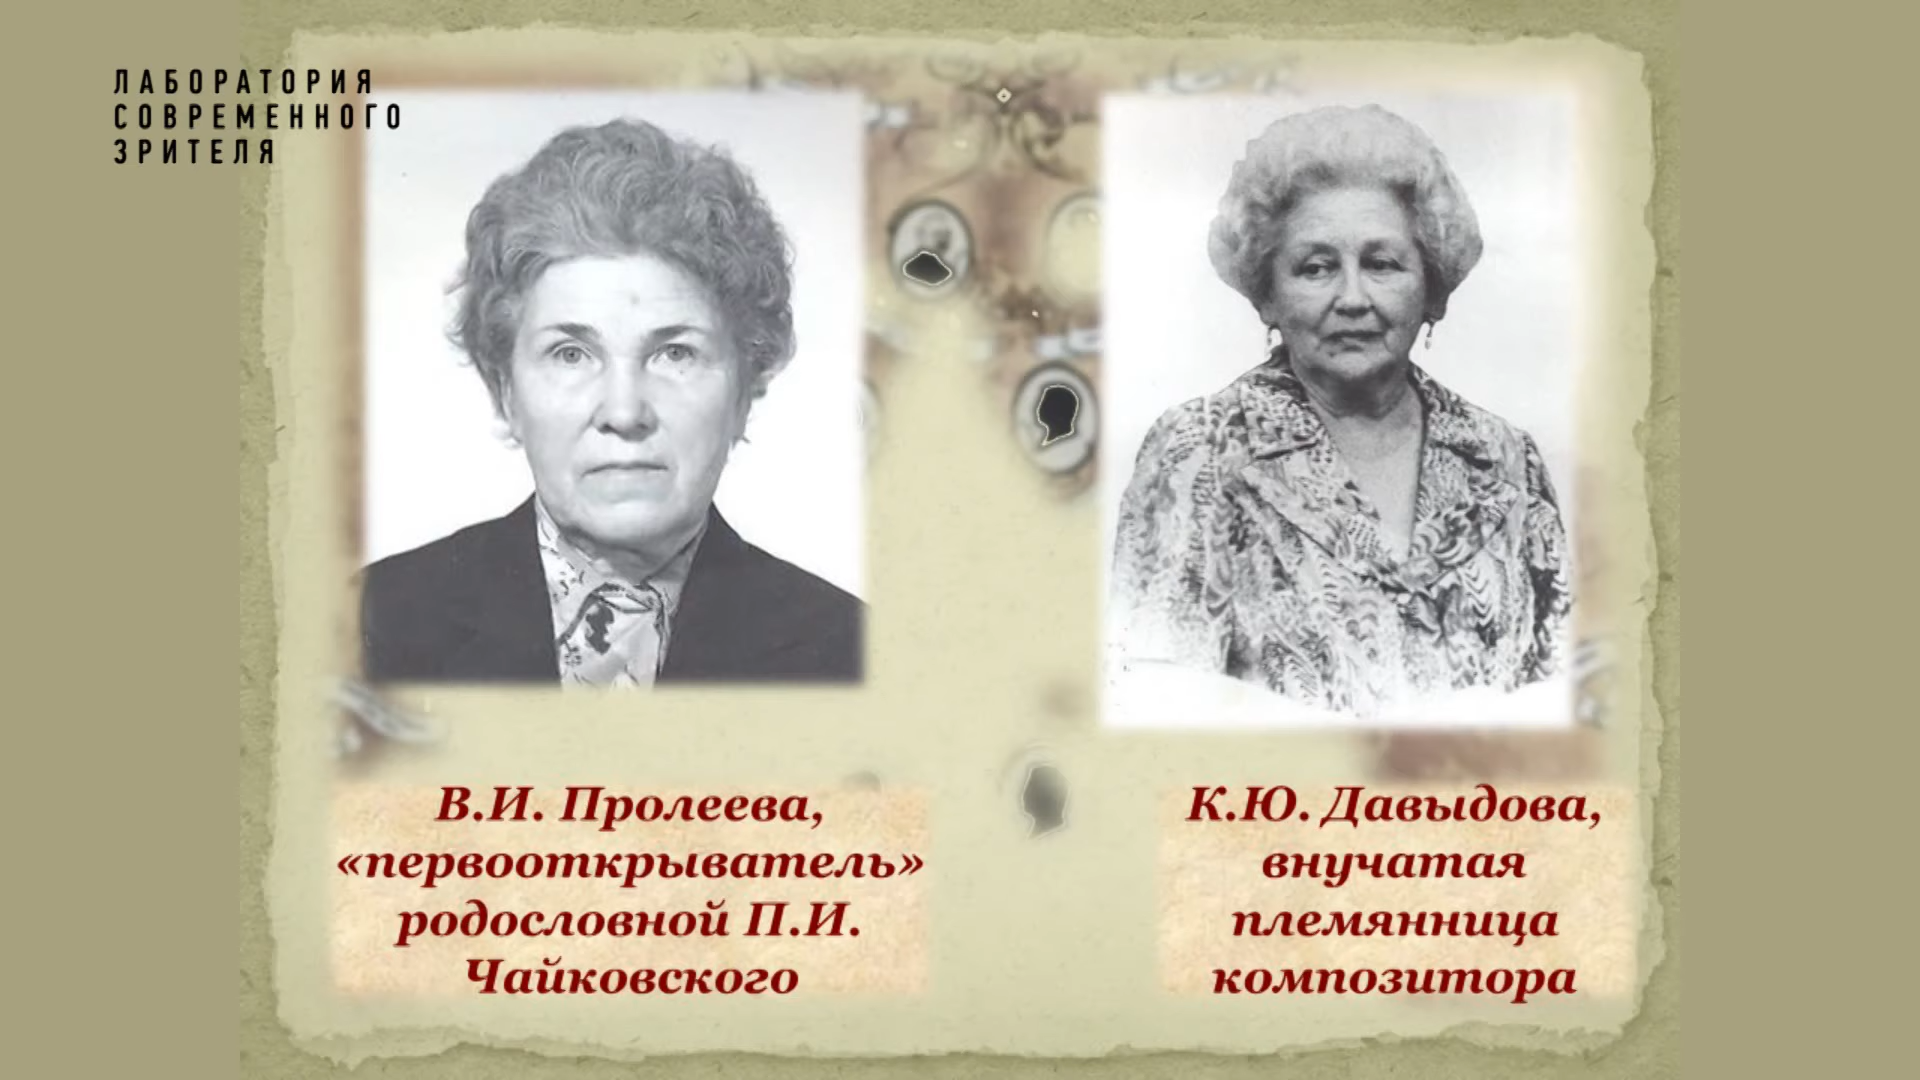 ЛАБОРАТОРИЯ
СОВРЕМЕННОГО
ЗРИТЕЛЯ
В.И. Пролеева,
«первооткрыватель»
родословной П.И.
Чайковского
К.Ю. Давыдова,
внучатая
племянница
композитора